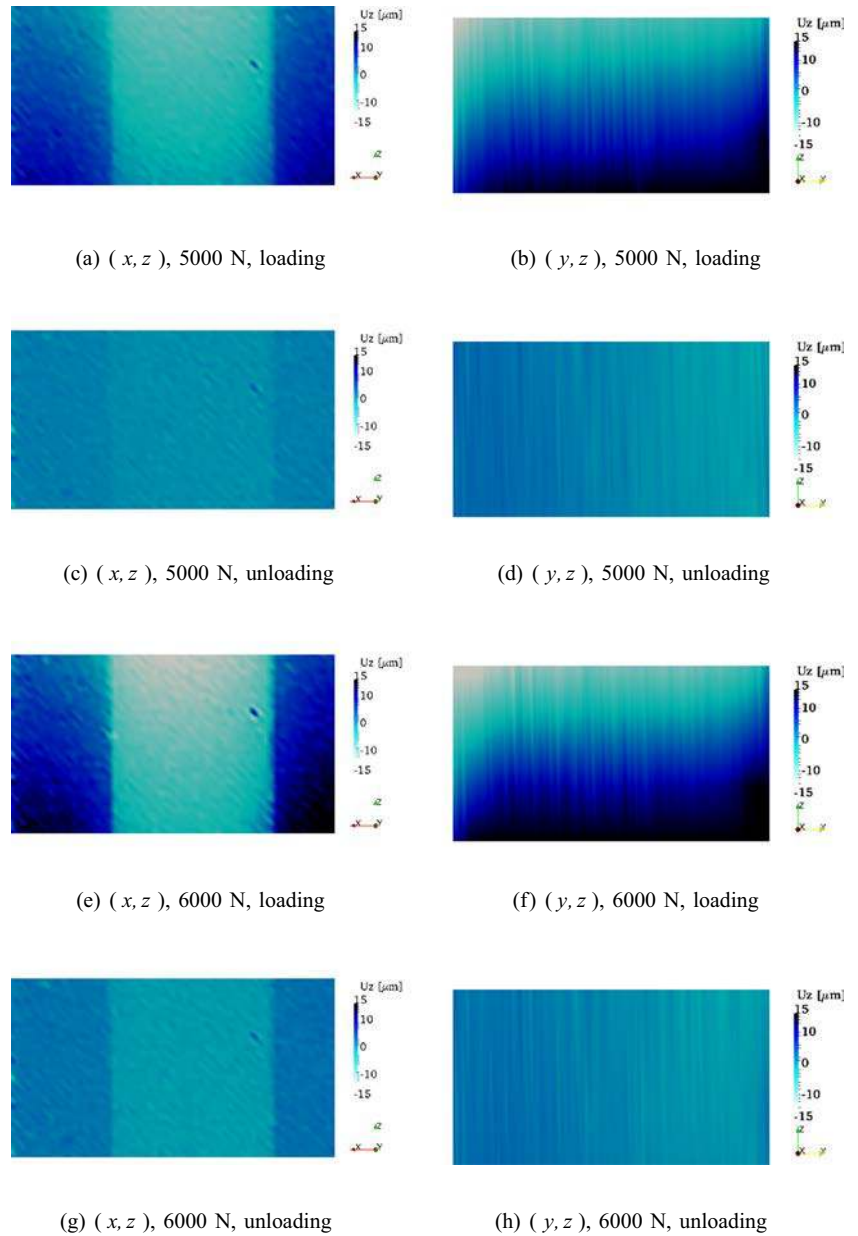 Uz [μm] Uz [μm]
15 15
10 10
0 0
-10 -10
-15 -15
z z
x y x y
(a) ( x, z ), 5000 N, loading (b) ( y, z ), 5000 N, loading
Uz [μm] Uz [μm]
15 15
10 10
0 0
-10 -10
-15 -15
z z
x y x y
(c) ( x, z ), 5000 N, unloading (d) ( y, z ), 5000 N, unloading
Uz [μm] Uz [μm]
15 15
10 10
0 0
-10 -10
-15 -15
z z
x y x y
(e) ( x, z ), 6000 N, loading (f) ( y, z ), 6000 N, loading
Uz [μm] Uz [μm]
15 15
10 10
0 0
-10 -10
-15 -15
z z
x y x y
(g) ( x, z ), 6000 N, unloading (h) ( y, z ), 6000 N, unloading